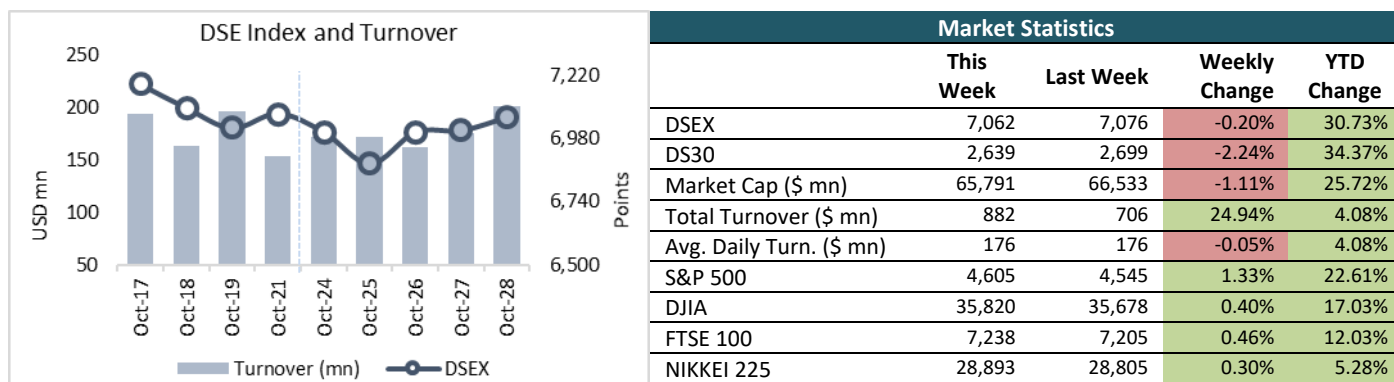 DSE Index and Turnover
250
200
150
100
50
USD mn
7,220
6,980
6,740
6,500
Points
Oct-17
Oct-18
Oct-19
Oct-21
Oct-24
Oct-25
Oct-26
Oct-27
Oct-28
Turnover (mn) DSEX
Market Statistics
This Week Last Week Weekly Change YTD Change
DSEX 7,062 7,076 -0.20% 30.73%
DS30 2,639 2,699 -2.24% 34.37%
Market Cap ($ mn) 65,791 66,533 -1.11% 25.72%
Total Turnover ($ mn) 882 706 24.94% 4.08%
Avg. Daily Turn. ($ mn) 176 176 -0.05% 4.08%
S&P 500 4,605 4,545 1.33% 22.61%
DJIA 35,820 35,678 0.40% 17.03%
FTSE 100 7,238 7,205 0.46% 12.03%
NIKKEI 225 28,893 28,805 0.30% 5.28%